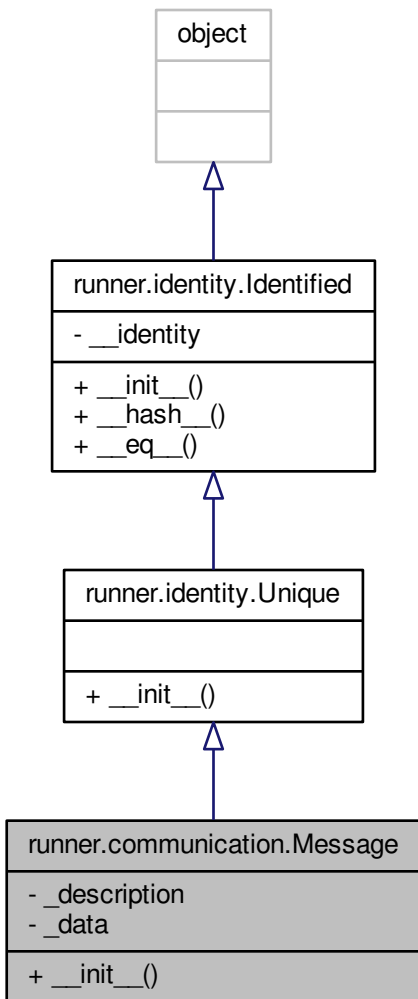 object
runner.identity.Identified
- __identity
+ __init__()
+ __hash__()
+ __eq__()
runner.identity.Unique
+ __init__()
runner.communication.Message
- _description
- _data
+ __init__()